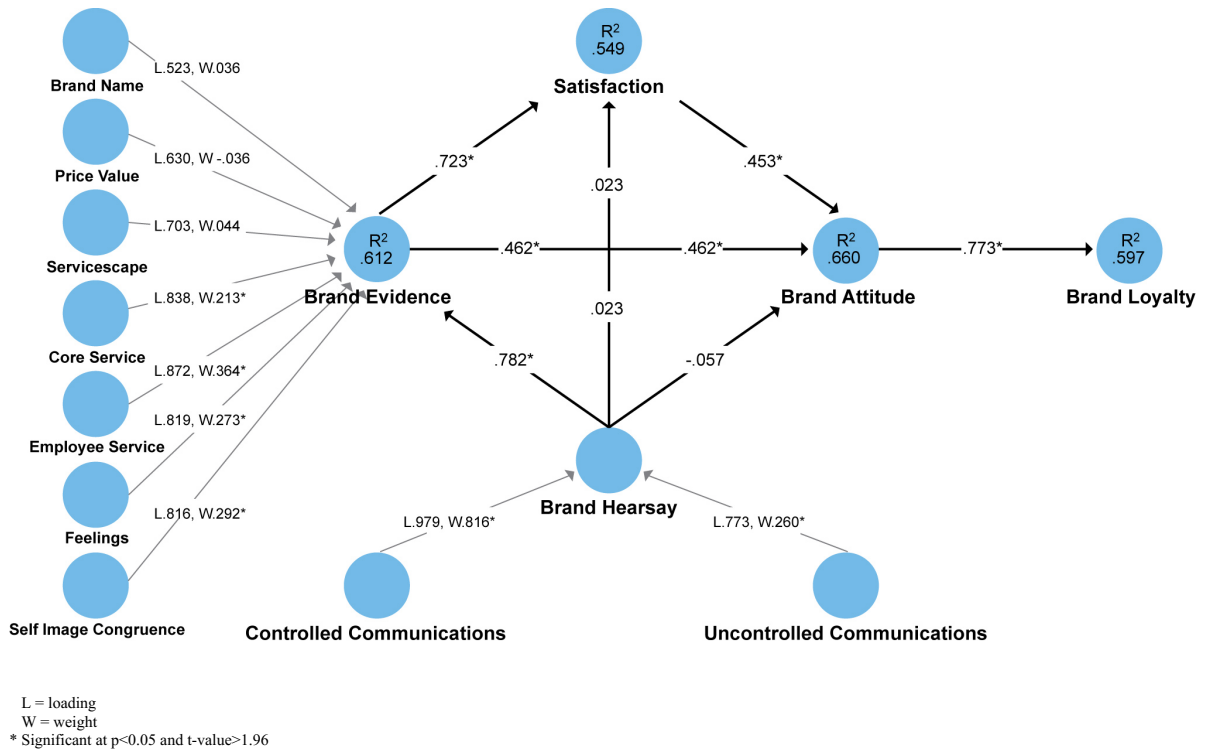 R2
.549
Satisfaction
Brand Name
L.523, W.036
Price Value
L.630, W -.036
Servicescape
L.703, W.044
Core Service
L.838, W.213*
Employee Service
L.872, W.364*
Feelings
L.819, W.273*
Self Image Congruence
L.816, W.292*
R2
.612
Brand Evidence
.723*
.453*
.023
.462*
.462*
R2
.660
Brand Attitude
.773*
R2
.597
Brand Loyalty
.023
.782*
-.057
Brand Hearsay
L.979, W.816*
L.773, W.260*
Controlled Communications
Uncontrolled Communications
L = loading
W = weight
* Significant at p<0.05 and t-value>1.96